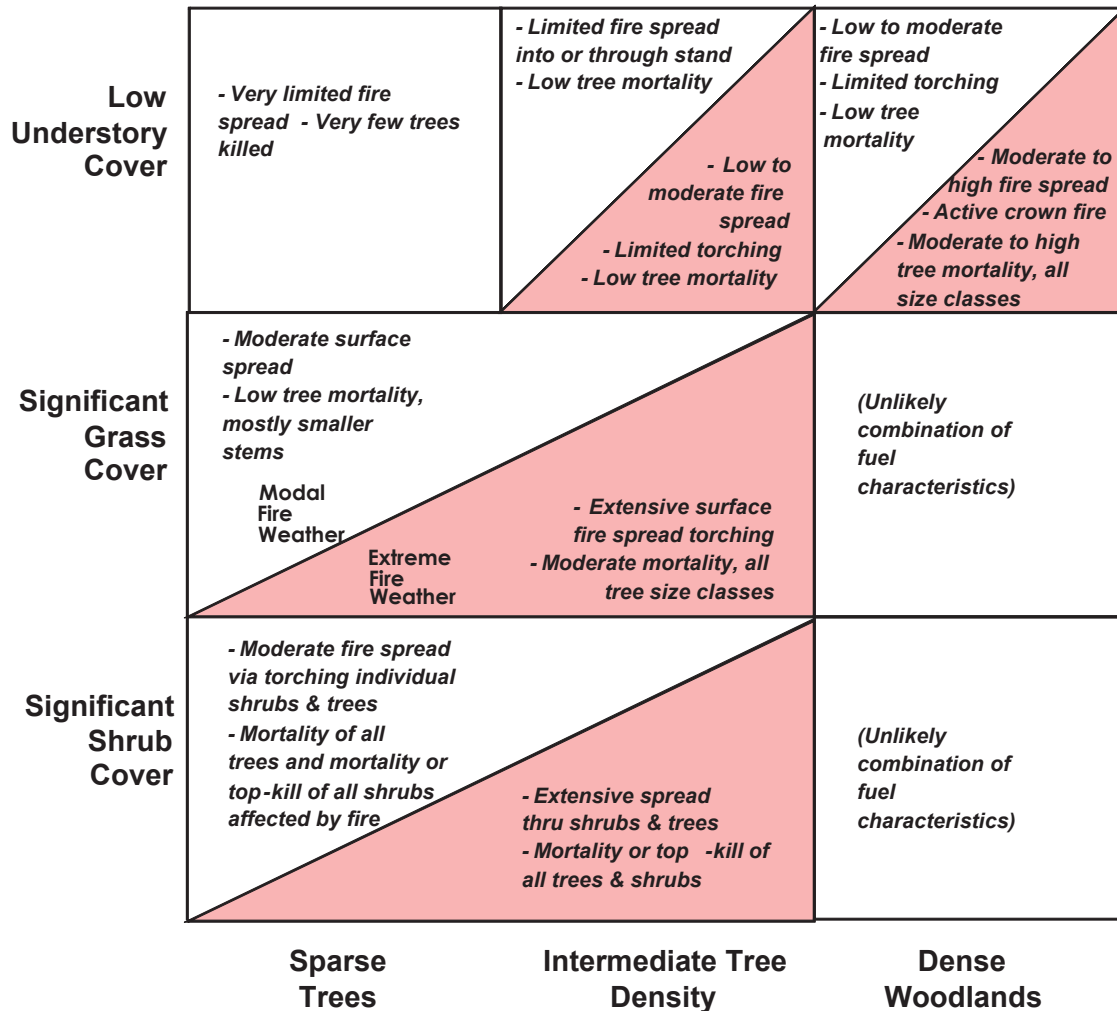 Low
Understory
Cover
- Very limited fire
spread - Very few trees
killed
- Limited fire spread
into or through stand
- Low tree mortality
- Low to
moderate fire
spread
- Limited torching
- Low tree mortality
- Low to moderate
fire spread
- Limited torching
- Low tree
mortality
- Moderate to
high fire spread
- Active crown fire
- Moderate to high
tree mortality, all
size classes
Significant
Grass
Cover
- Moderate surface
spread
- Low tree mortality,
mostly smaller
stems
Modal
Fire
Weather
Extreme
Fire
Weather
- Extensive surface
fire spread torching
- Moderate mortality, all
tree size classes
(Unlikely
combination of
fuel
characteristics)
Significant
Shrub
Cover
- Moderate fire spread
via torching individual
shrubs & trees
- Mortality of all
trees and mortality or
top-kill of all shrubs
affected by fire
- Extensive spread
thru shrubs & trees
- Mortality or top -kill of
all trees & shrubs
(Unlikely
combination of
fuel
characteristics)
Sparse
Trees
Intermediate Tree
Density
Dense
Woodlands